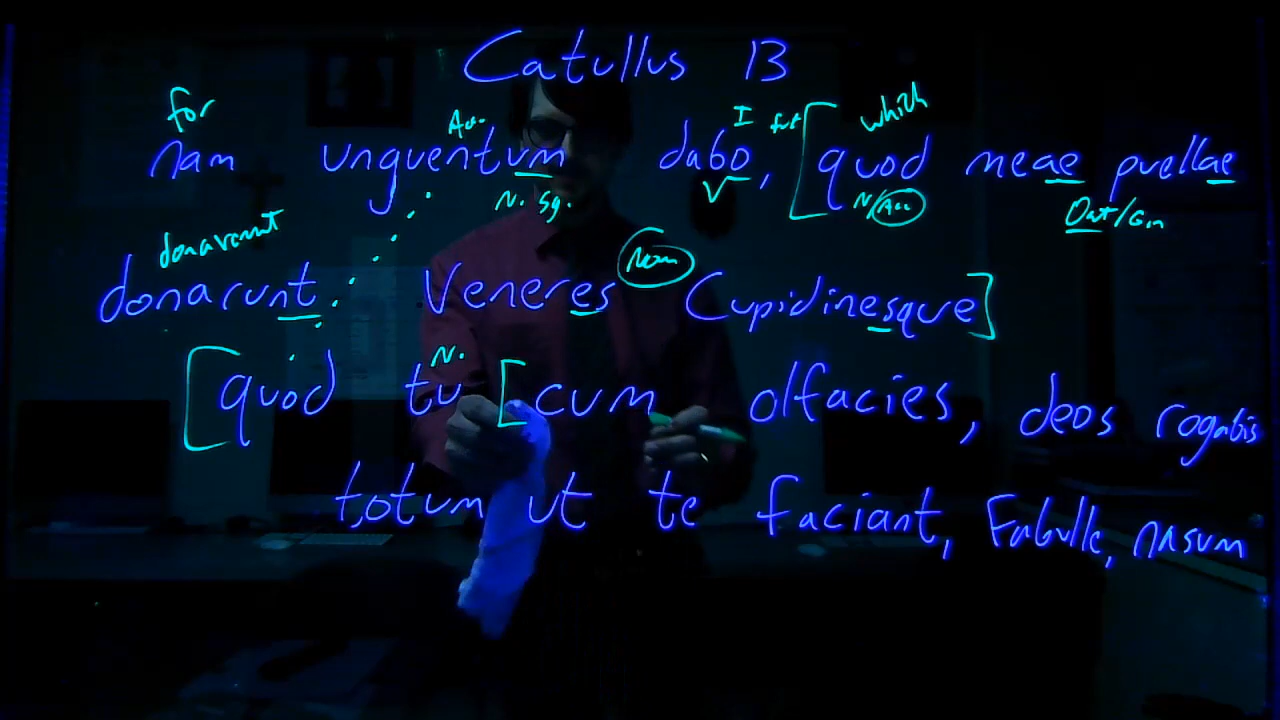 Catullus 13
for Acc. I fut which
nam unguentum dabo, [quod meae puellae
N. Sg. V N/Acc Dat/Gen
donaverunt Nom
donarunt Veneres Cupidinesque]
N.
[quod tu [cum olfacies, deos rogabis
totum ut te faciant, Fabulle, nasum